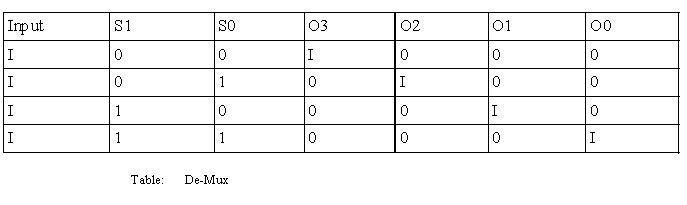 Input S1 S0 O3 O2 O1 O0
I 0 0 I 0 0 0
I 0 1 0 I 0 0
I 1 0 0 0 I 0
I 1 1 0 0 0 I
Table: De-Mux